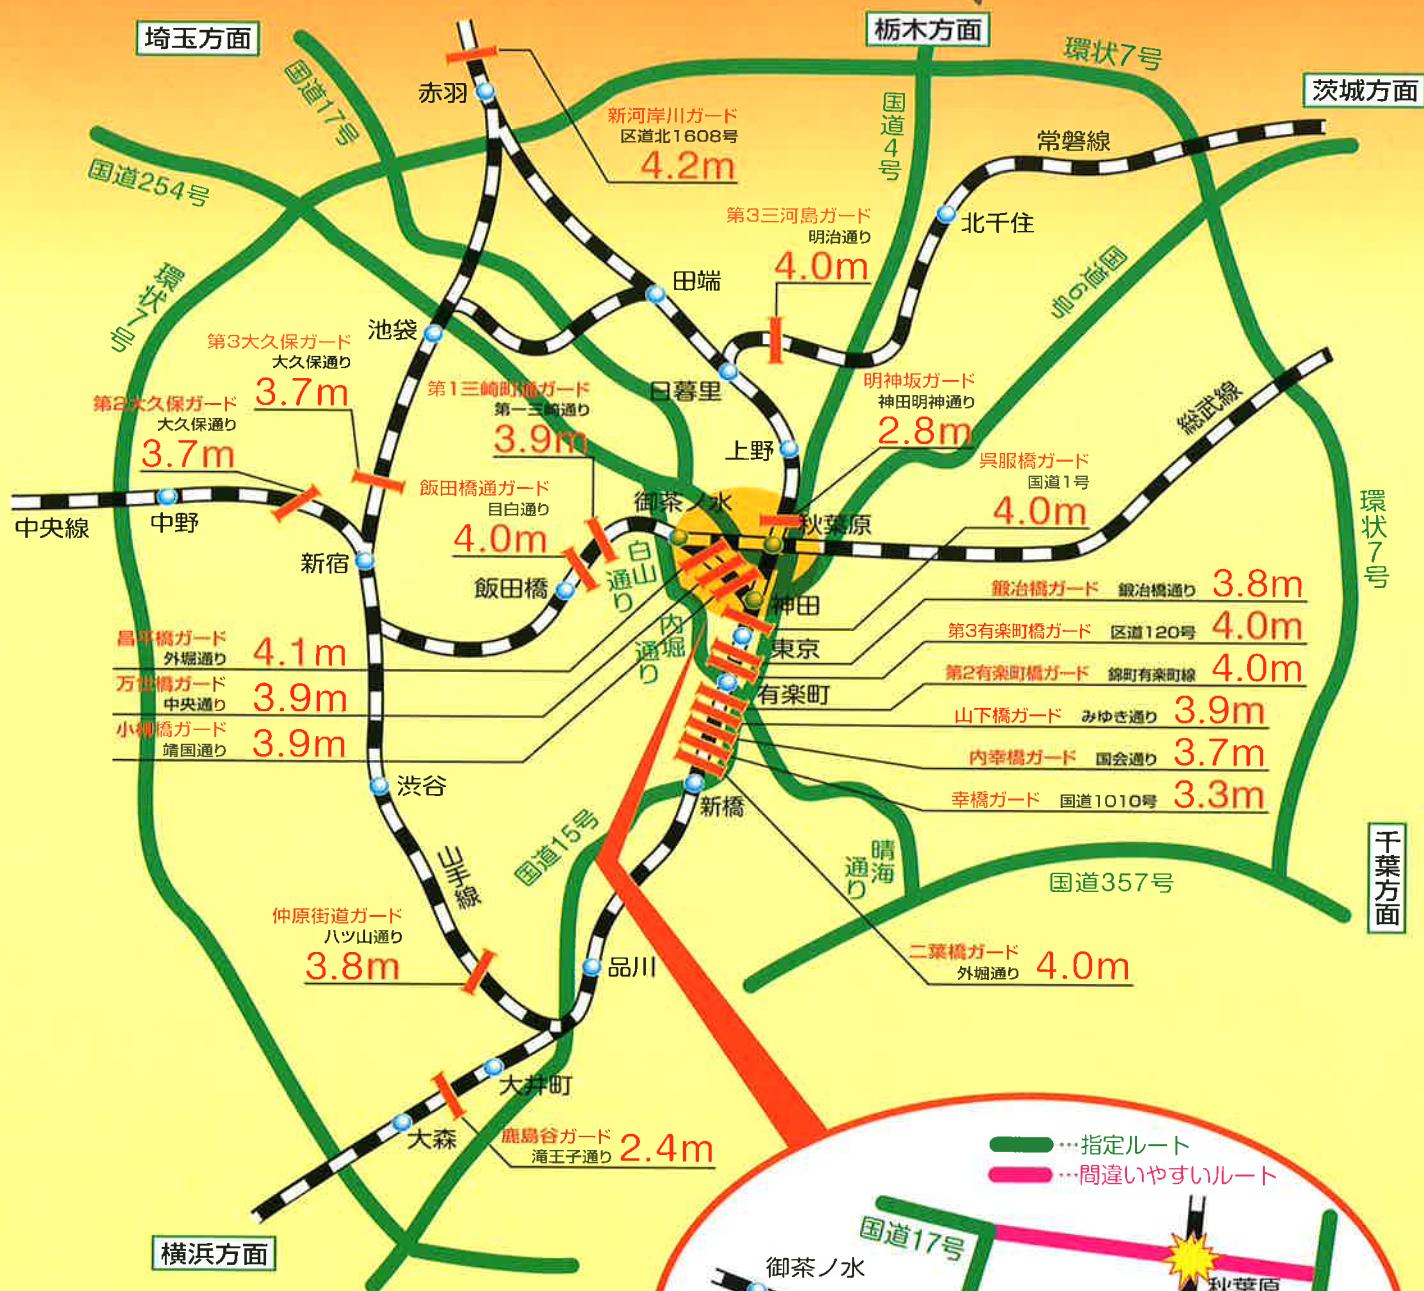 埼玉方面
栃木方面
環状7号
茨城方面
国道17号
赤羽
新河岸川ガード
区道北1608号
4.2m
国道4号
常磐線
国道254号
第3三河島ガード
明治通り
4.0m
北千住
国道6号
環状7号
田端
池袋
第3大久保ガード
大久保通り
3.7m
第2大久保ガード
大久保通り
3.7m
第1三崎町通ガード
第一三崎通り
3.9m
日暮里
明神坂ガード
神田明神通り
2.8m
総武線
上野
呉服橋ガード
国道1号
4.0m
飯田橋通ガード
目白通り
4.0m
御茶ノ水
秋葉原
中央線
中野
新宿
飯田橋
白山通り
内堀通り
神田
東京
有楽町
環状7号
鍛冶橋ガード 鍛冶橋通り 3.8m
第3有楽町橋ガード 区道120号 4.0m
第2有楽町橋ガード 錦町有楽町線 4.0m
山下橋ガード みゆき通り 3.9m
内幸橋ガード 国会通り 3.7m
幸橋ガード 国道1010号 3.3m
昌平橋ガード
外堀通り 4.1m
万世橋ガード
中央通り 3.9m
小柳橋ガード
靖国通り 3.9m
渋谷
新橋
国道15号
山手線
晴海通り
国道357号
千葉方面
仲原街道ガード
八ツ山通り
3.8m
品川
二葉橋ガード
外堀通り 4.0m
大井町
大森
鹿島谷ガード
滝王子通り 2.4m
横浜方面
…指定ルート
…間違いやすいルート
国道17号
御茶ノ水
秋葉原